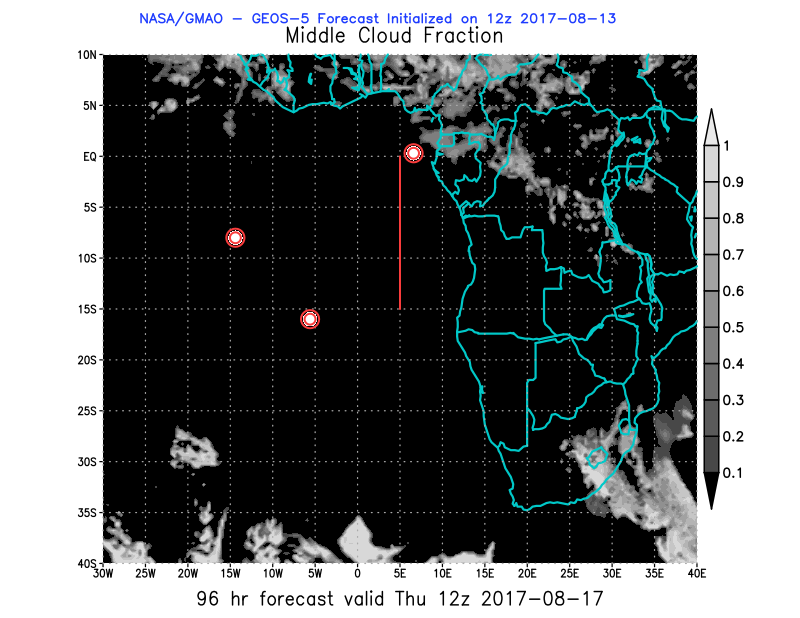 NASA/GMAO - GEOS-5 Forecast Initialized on 12z 2017-08-13
Middle Cloud Fraction
10N
5N
EQ
5S
10S
15S
20S
25S
30S
35S
40S
30W 25W 20W 15W 10W 5W 0 5E 10E 15E 20E 25E 30E 35E 40E
1
0.9
0.8
0.7
0.6
0.5
0.4
0.3
0.2
0.1
96 hr forecast valid Thu 12z 2017-08-17